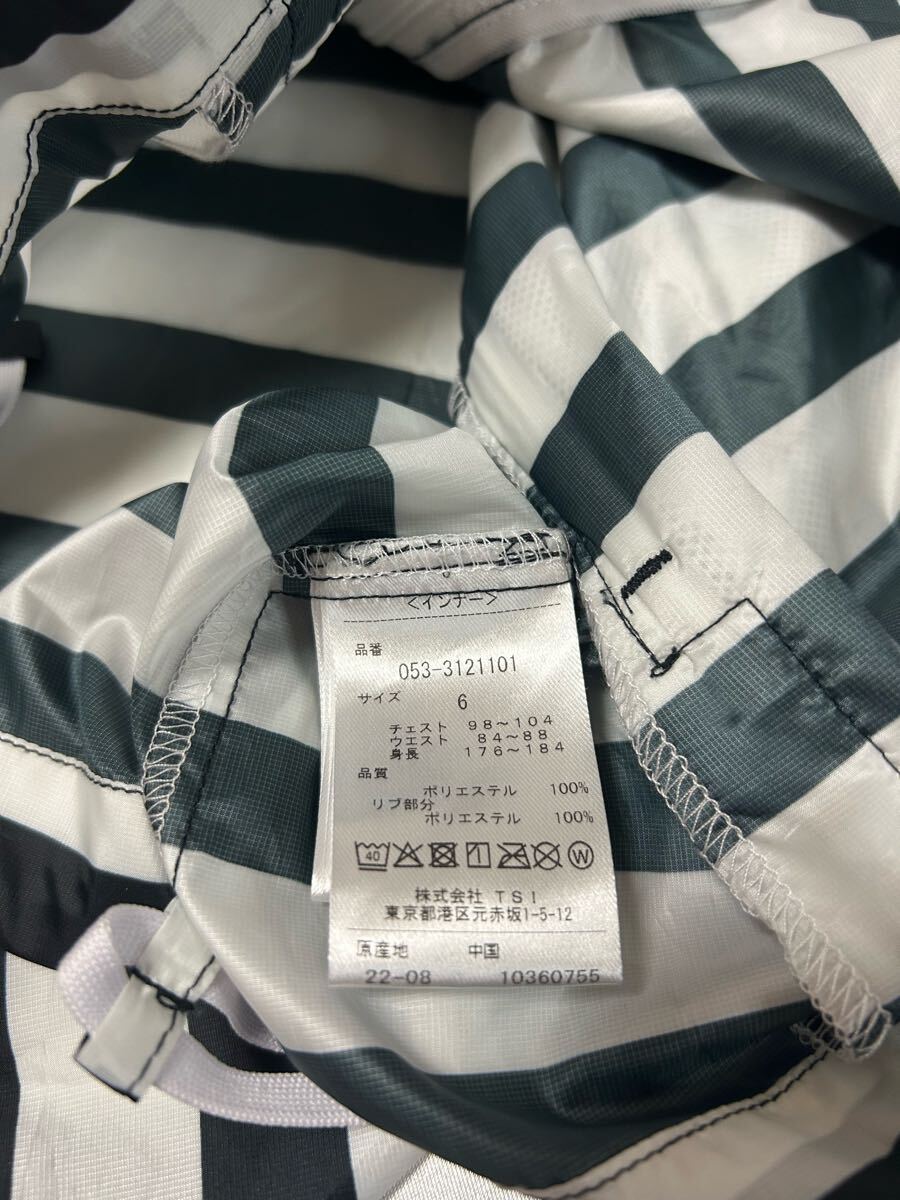 <インナー>
品番
053-3121101
サイズ
6
チェスト 98～104
ウエスト 84～88
身長 176～184
品質
ポリエステル 100%
リブ部分
ポリエステル 100%
40
W
株式会社 TSI
東京都港区元赤坂1-5-12
原産地 中国
22-08 10360755